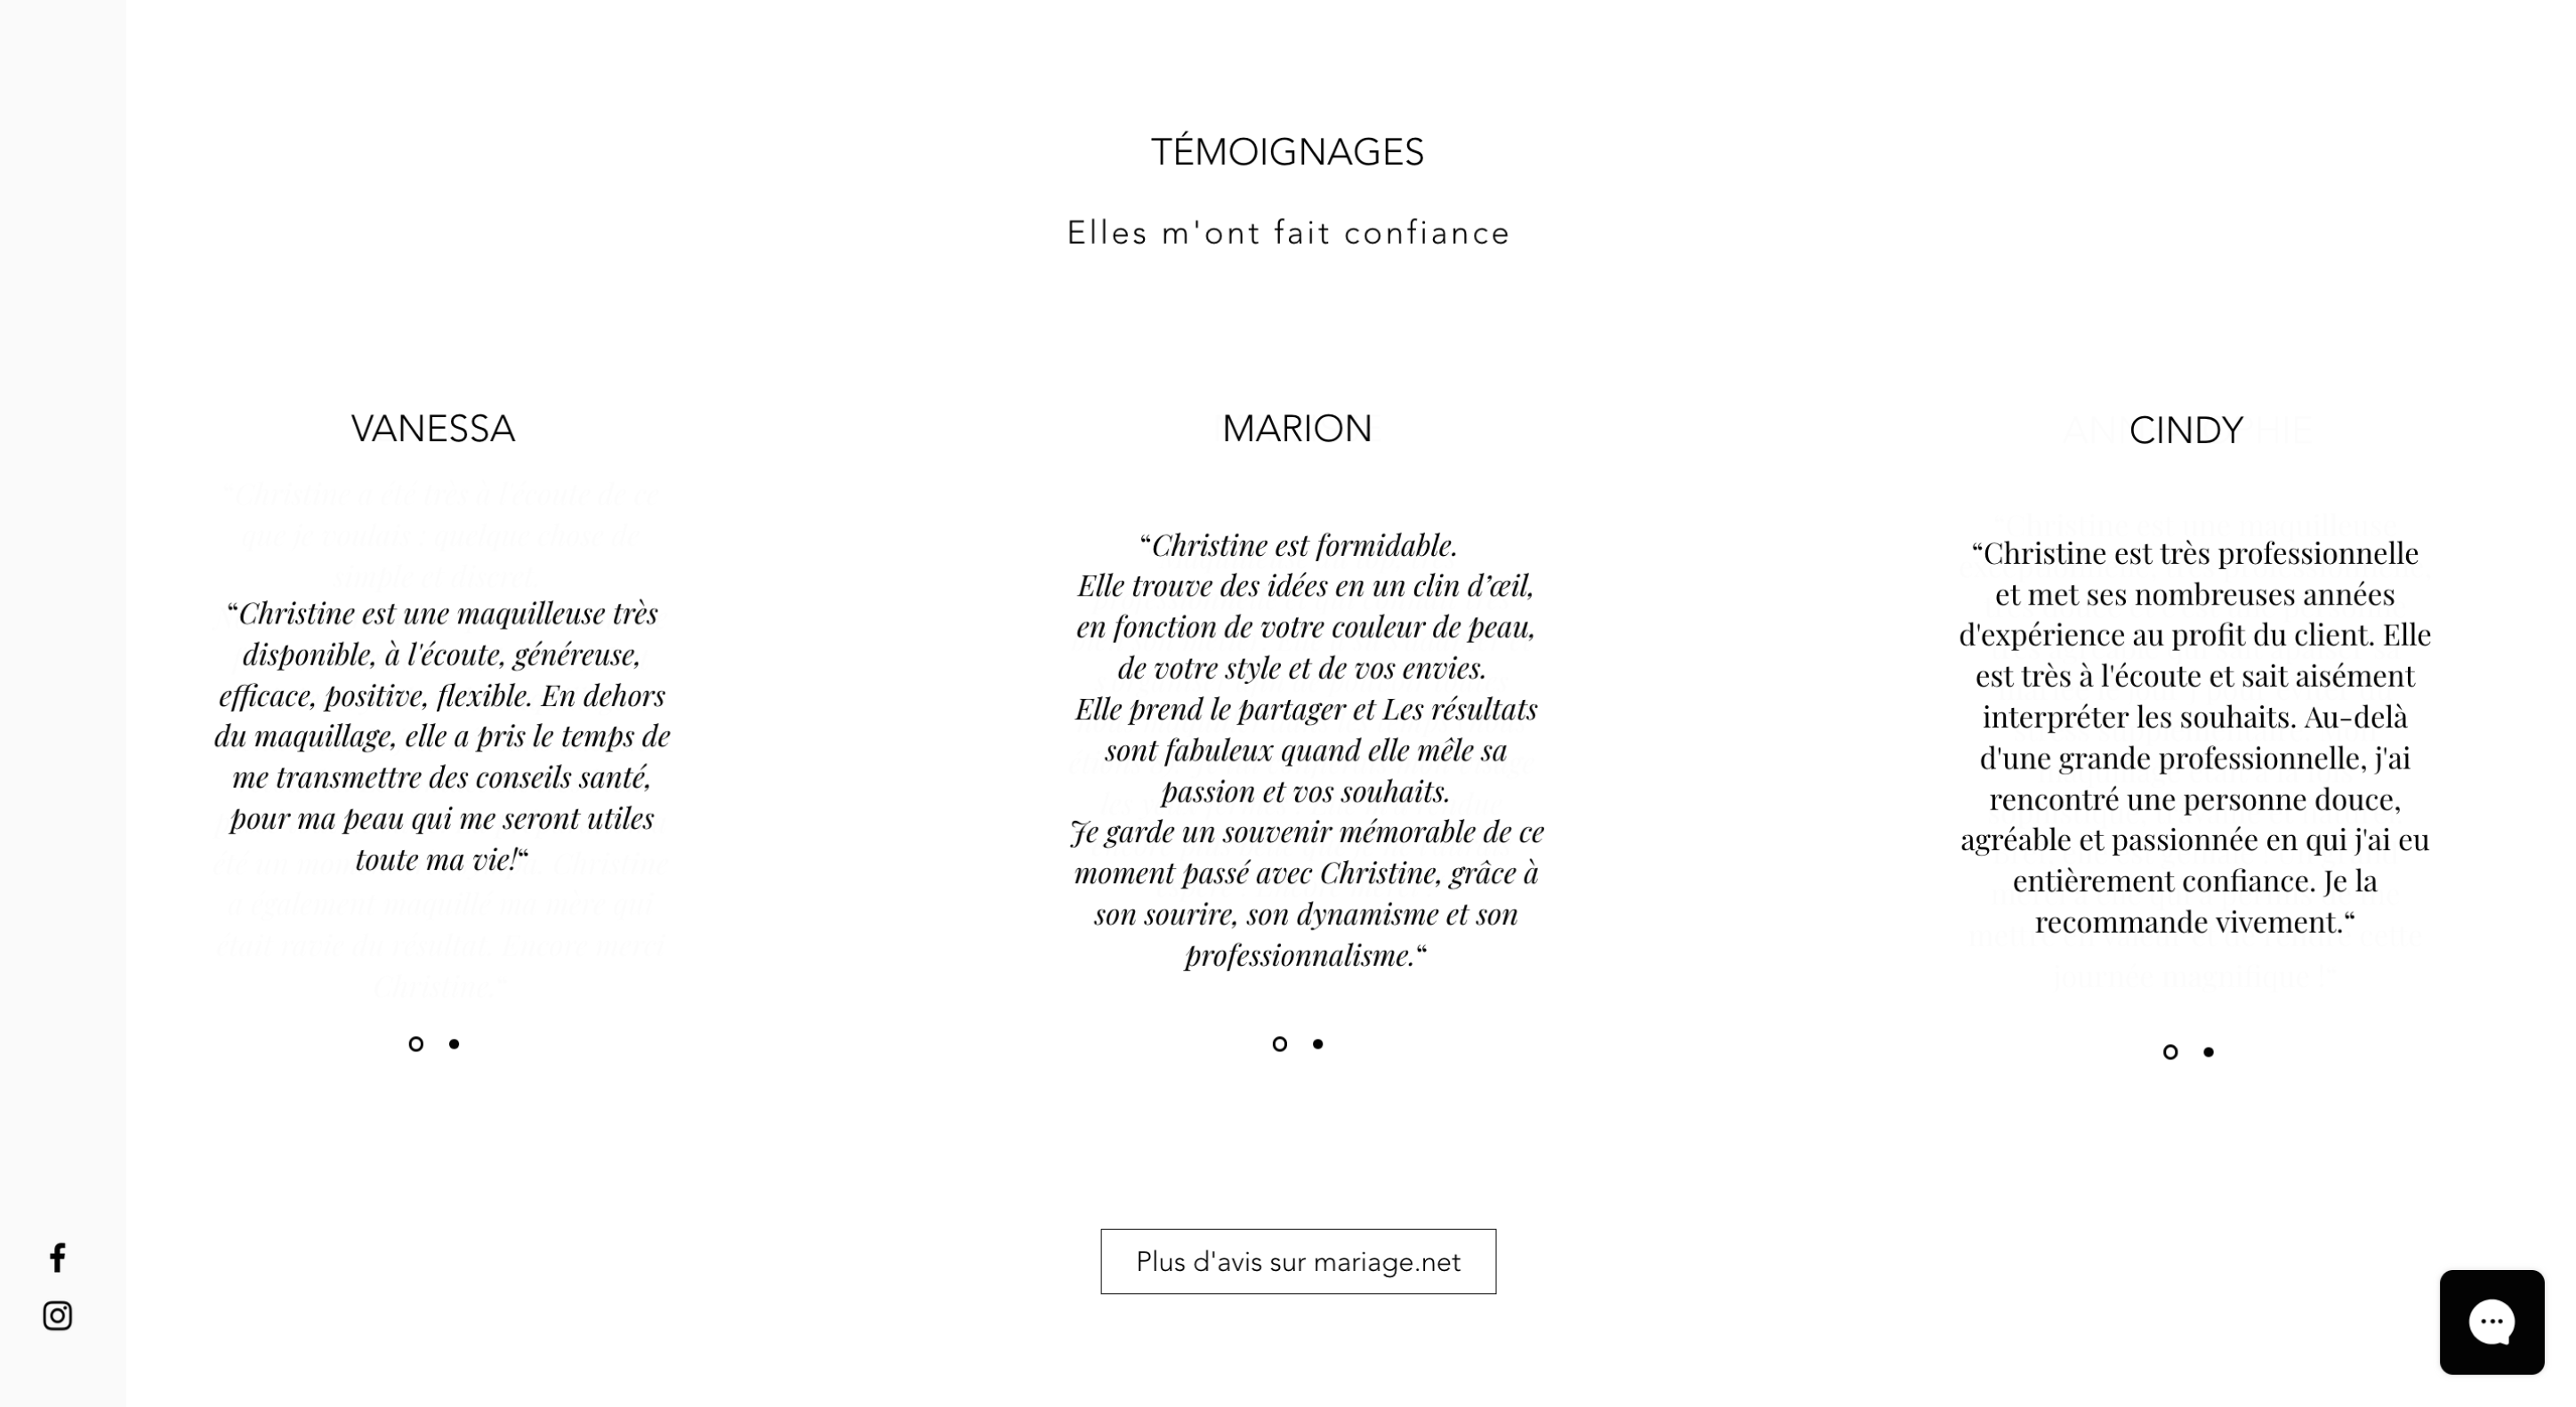 TÉMOIGNAGES
Elles m'ont fait confiance
VANESSA
“Christine est une maquilleuse très
disponible, à l'écoute, généreuse,
efficace, positive, flexible. En dehors
du maquillage, elle a pris le temps de
me transmettre des conseils santé,
pour ma peau qui me seront utiles
toute ma vie!“
MARION
“Christine est formidable.
Elle trouve des idées en un clin d’œil,
en fonction de votre couleur de peau,
de votre style et de vos envies.
Elle prend le partager et Les résultats
sont fabuleux quand elle mêle sa
passion et vos souhaits.
Je garde un souvenir mémorable de ce
moment passé avec Christine, grâce à
son sourire, son dynamisme et son
professionnalisme.“
CINDY
“Christine est très professionnelle
et met ses nombreuses années
d'expérience au profit du client. Elle
est très à l'écoute et sait aisément
interpréter les souhaits. Au-delà
d'une grande professionnelle, j'ai
rencontré une personne douce,
agréable et passionnée en qui j'ai eu
entièrement confiance. Je la
recommande vivement.“
Plus d'avis sur mariage.net